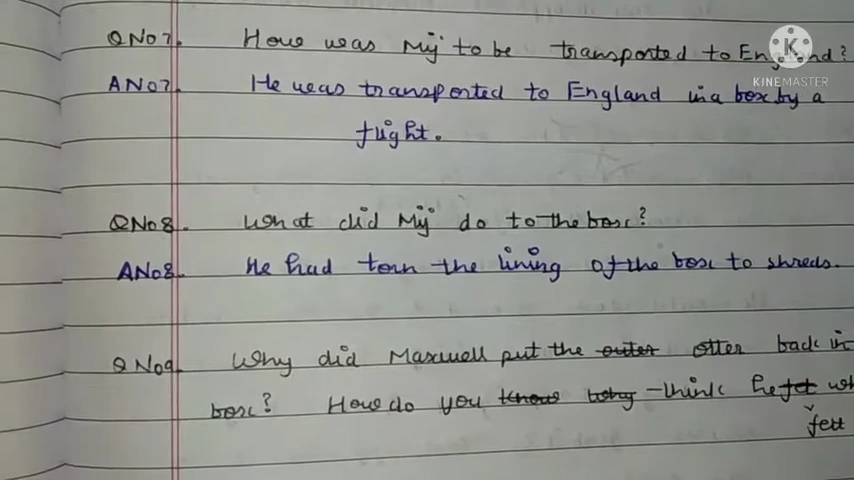 QNO7. How was Mij to be transported to England?
K
KINEMASTER
ANO7. He was transported to England in a box by a
flight.
QNO8. What did Mij do to the box?
ANO8. He had torn the lining of the box to shreds.
QNO9. Why did Maxwell put the outer otter back in
box? How do you know why think he fet wh
felt